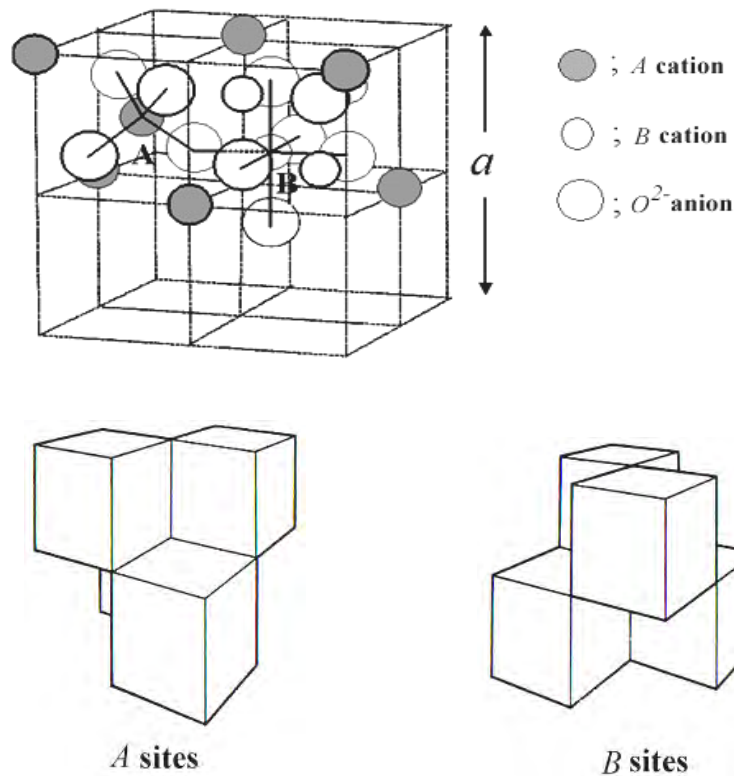 ; A cation
; B cation
; O²⁻ anion
a
A
B
A sites
B sites